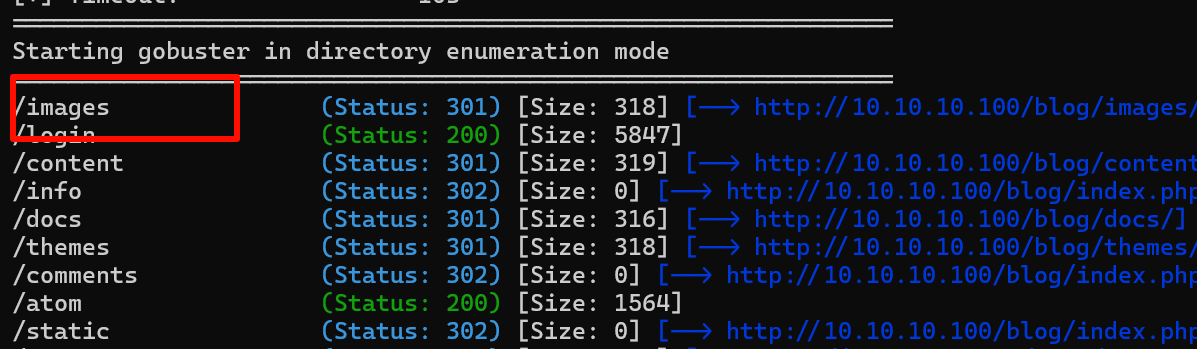 Starting gobuster in directory enumeration mode
/images (Status: 301) [Size: 318] [--> http://10.10.10.100/blog/images/
/login (Status: 200) [Size: 5847]
/content (Status: 301) [Size: 319] [--> http://10.10.10.100/blog/content
/info (Status: 302) [Size: 0] [--> http://10.10.10.100/blog/index.php
/docs (Status: 301) [Size: 316] [--> http://10.10.10.100/blog/docs/]
/themes (Status: 301) [Size: 318] [--> http://10.10.10.100/blog/themes/
/comments (Status: 302) [Size: 0] [--> http://10.10.10.100/blog/index.php
/atom (Status: 200) [Size: 1564]
/static (Status: 302) [Size: 0] [--> http://10.10.10.100/blog/index.php